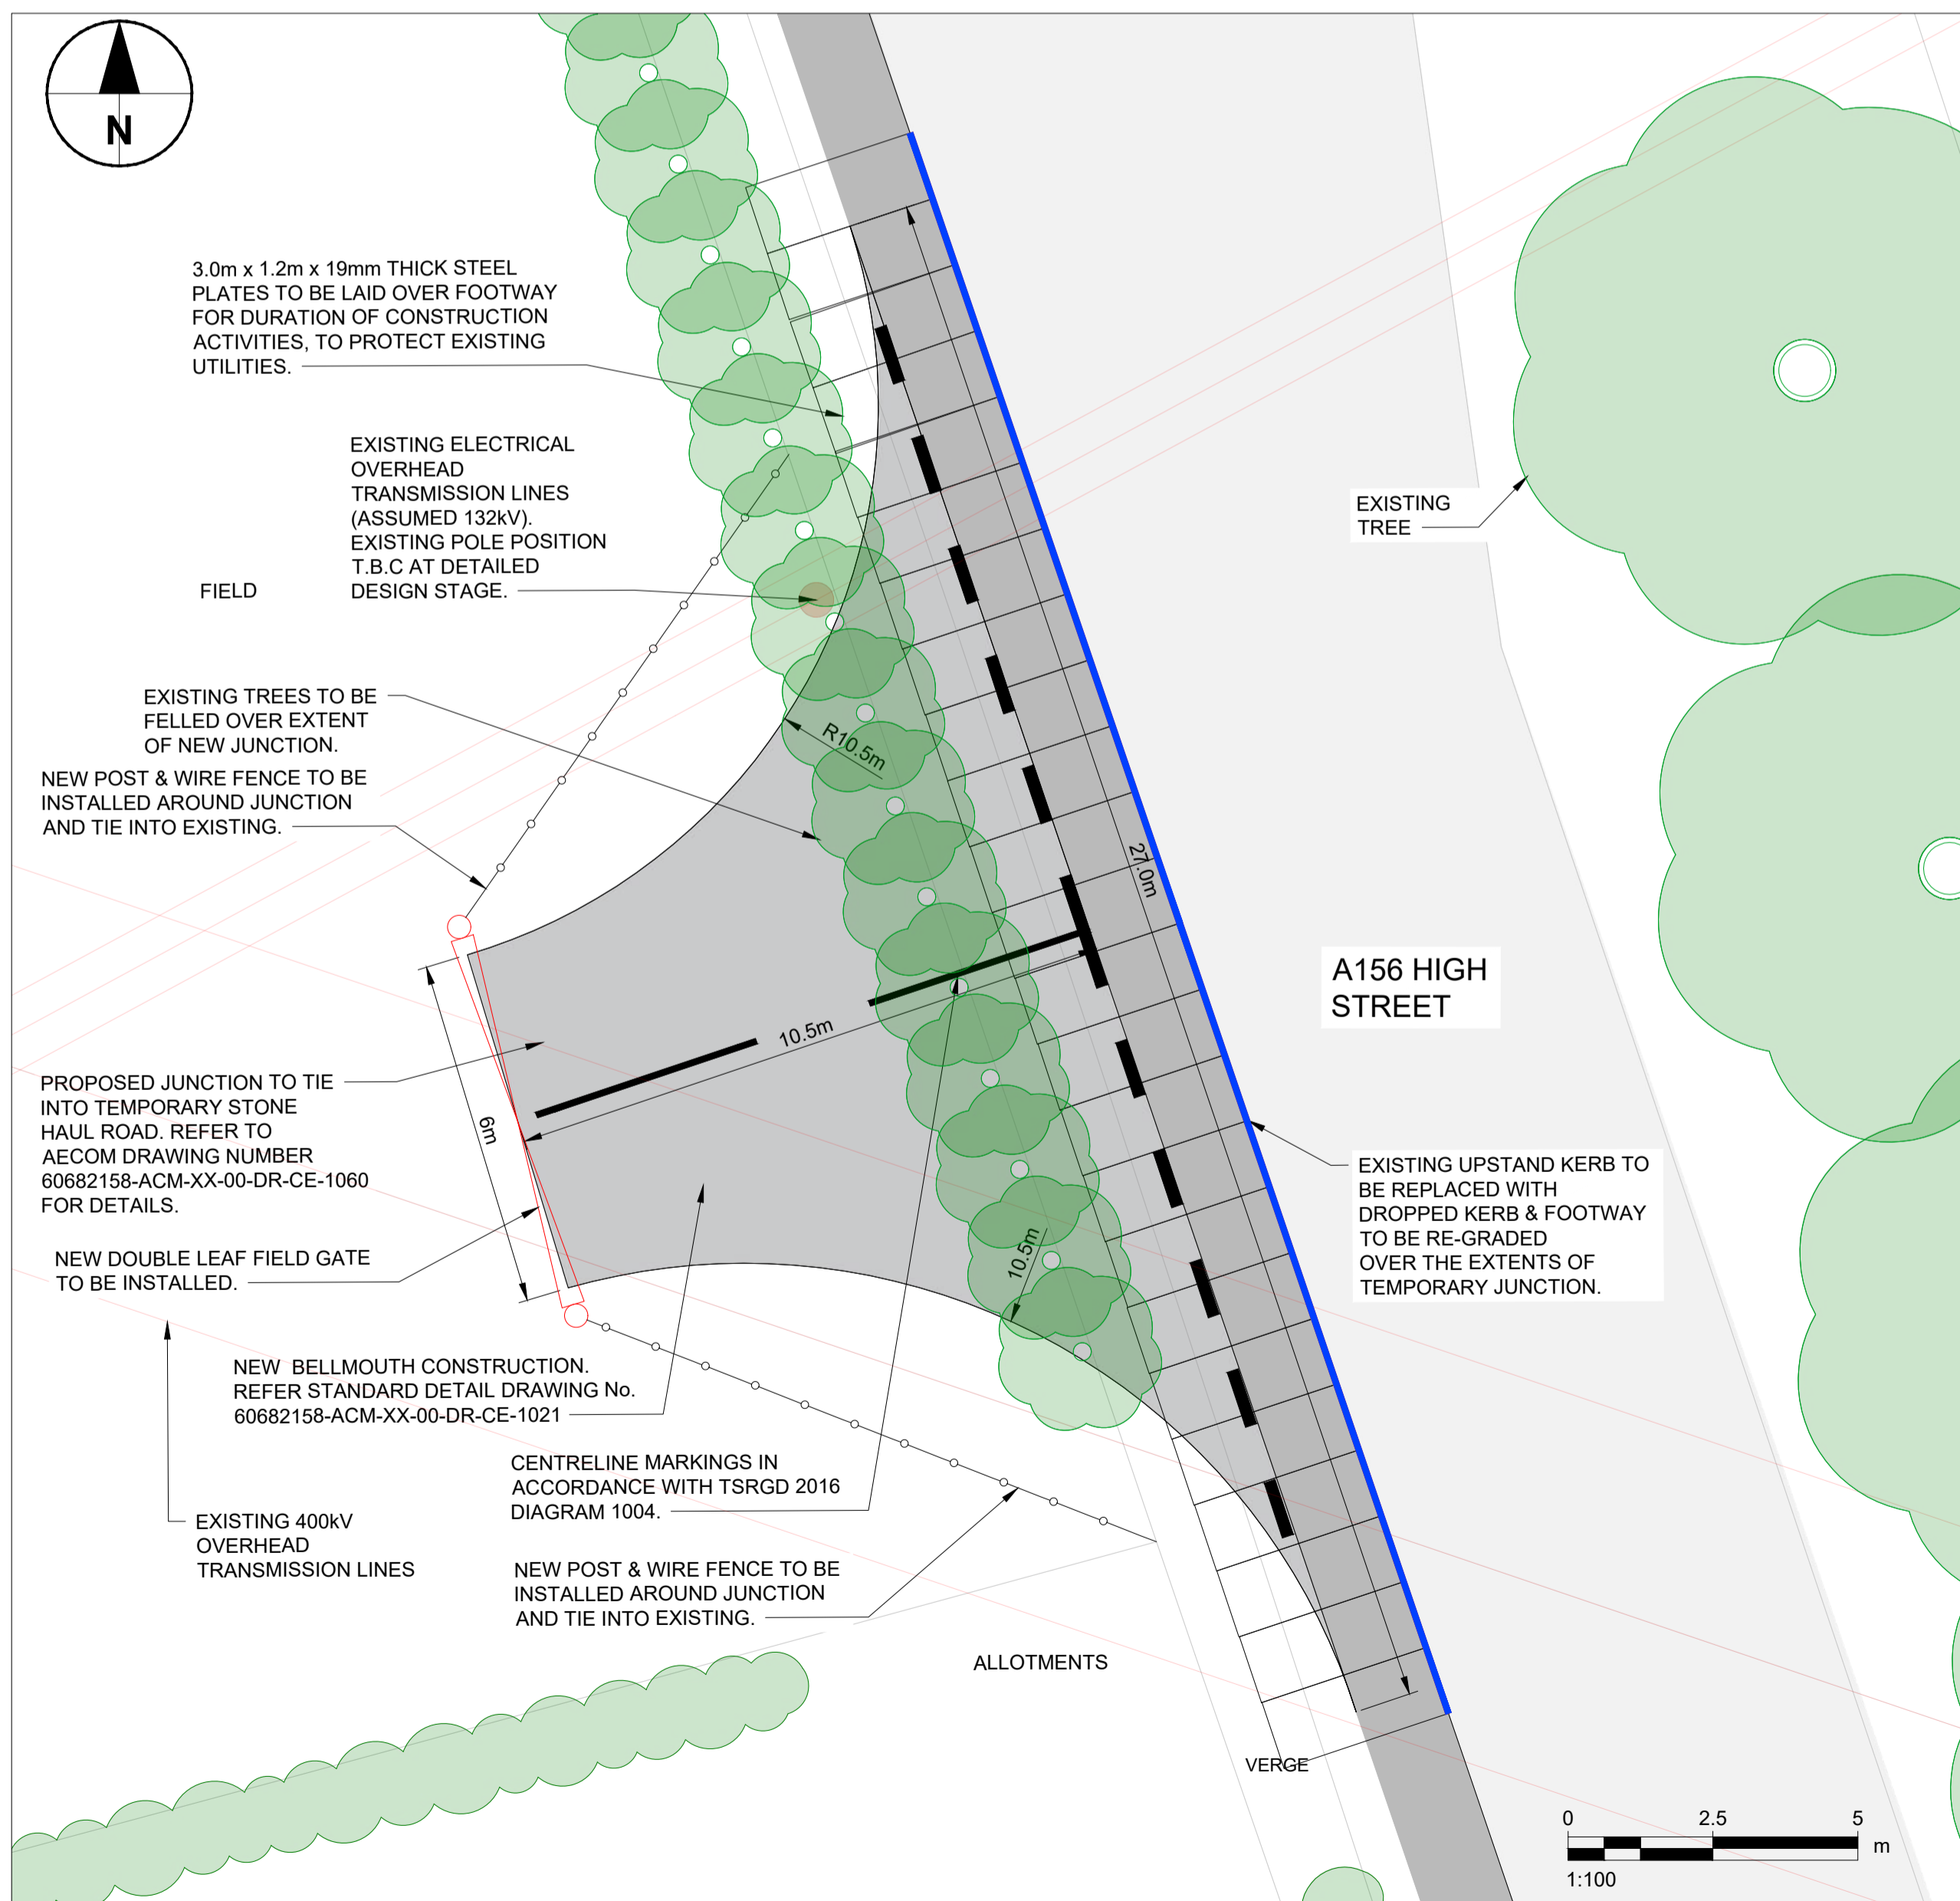 N
3.0m x 1.2m x 19mm THICK STEEL
PLATES TO BE LAID OVER FOOTWAY
FOR DURATION OF CONSTRUCTION
ACTIVITIES, TO PROTECT EXISTING
UTILITIES.
EXISTING ELECTRICAL
OVERHEAD
TRANSMISSION LINES
(ASSUMED 132kV).
EXISTING POLE POSITION
T.B.C AT DETAILED
DESIGN STAGE.
FIELD
EXISTING
TREE
EXISTING TREES TO BE
FELLED OVER EXTENT
OF NEW JUNCTION.
R10.5m
NEW POST & WIRE FENCE TO BE
INSTALLED AROUND JUNCTION
AND TIE INTO EXISTING.
27.0m
A156 HIGH
STREET
10.5m
6m
PROPOSED JUNCTION TO TIE
INTO TEMPORARY STONE
HAUL ROAD. REFER TO
AECOM DRAWING NUMBER
60682158-ACM-XX-00-DR-CE-1060
FOR DETAILS.
EXISTING UPSTAND KERB TO
BE REPLACED WITH
DROPPED KERB & FOOTWAY
TO BE RE-GRADED
OVER THE EXTENTS OF
TEMPORARY JUNCTION.
10.5m
NEW DOUBLE LEAF FIELD GATE
TO BE INSTALLED.
NEW  BELLMOUTH CONSTRUCTION.
REFER STANDARD DETAIL DRAWING No.
60682158-ACM-XX-00-DR-CE-1021
CENTRELINE MARKINGS IN
ACCORDANCE WITH TSRGD 2016
DIAGRAM 1004.
EXISTING 400kV
OVERHEAD
TRANSMISSION LINES
NEW POST & WIRE FENCE TO BE
INSTALLED AROUND JUNCTION
AND TIE INTO EXISTING.
ALLOTMENTS
VERGE
0 2.5 5
m
1:100